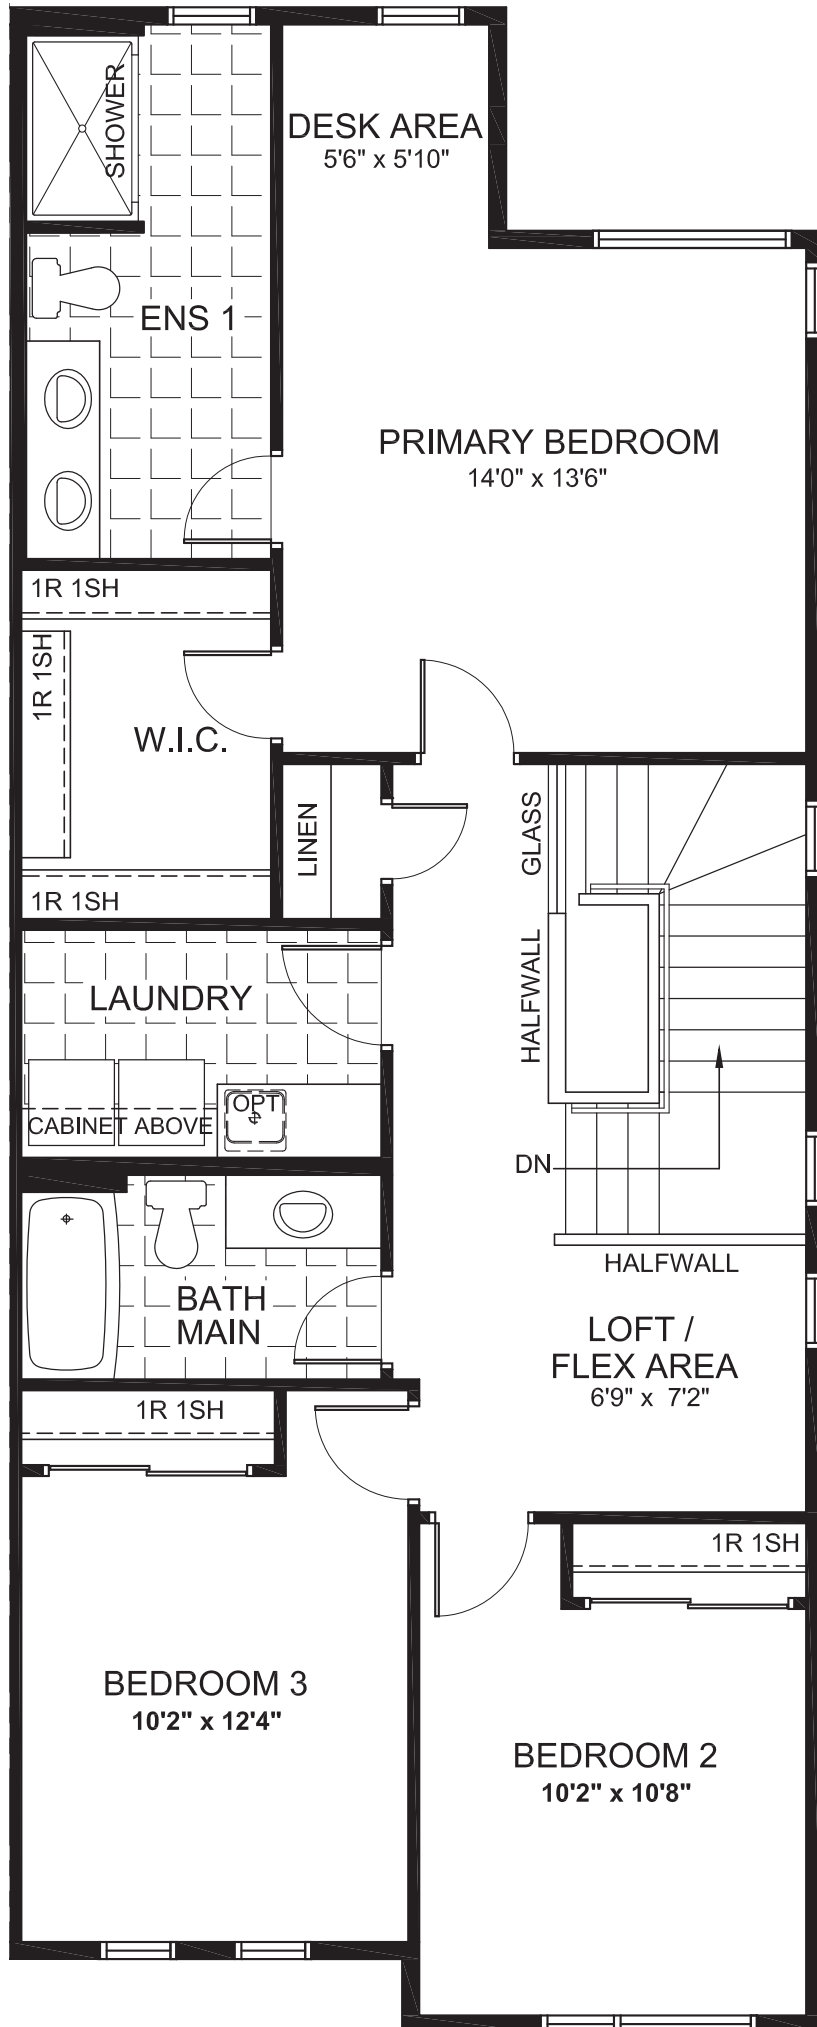 SHOWER
DESK AREA
5'6" x 5'10"
ENS 1
PRIMARY BEDROOM
14'0" x 13'6"
1R 1SH
1R 1SH
W.I.C.
1R 1SH
LINEN
GLASS
HALFWALL
LAUNDRY
OPT
CABINET ABOVE
DN
HALFWALL
BATH
MAIN
LOFT /
FLEX AREA
6'9" x 7'2"
1R 1SH
1R 1SH
BEDROOM 3
10'2" x 12'4"
BEDROOM 2
10'2" x 10'8"